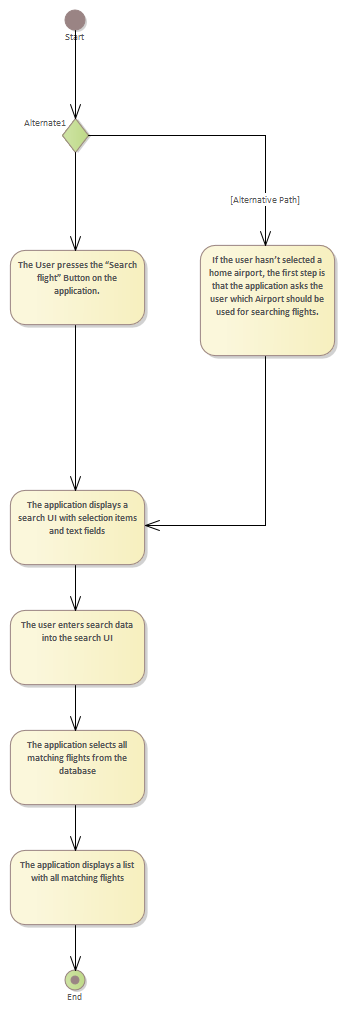 Start
Alternate1
[Alternative Path]
The User presses the “Search
flight” Button on the
application.
If the user hasn’t selected a
home airport, the first step is
that the application asks the
user which Airport should be
used for searching flights.
The application displays a
search UI with selection items
and text fields
The user enters search data
into the search UI
The application selects all
matching flights from the
database
The application displays a list
with all matching flights
End